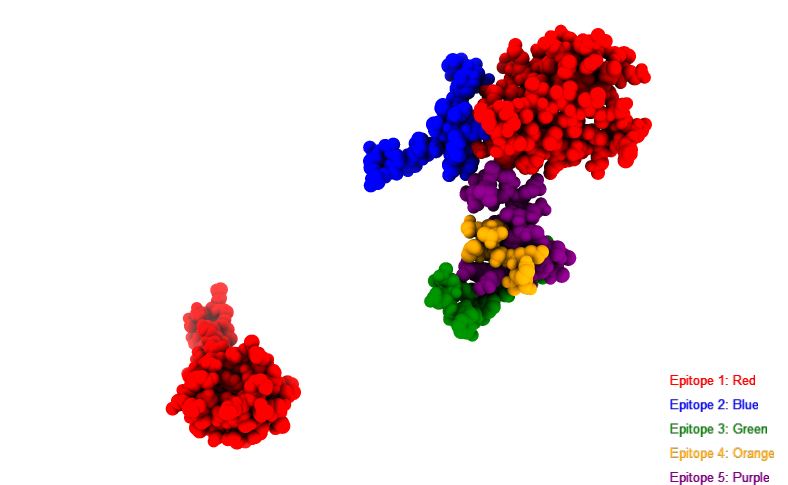 Epitope 1: Red
Epitope 2: Blue
Epitope 3: Green
Epitope 4: Orange
Epitope 5: Purple